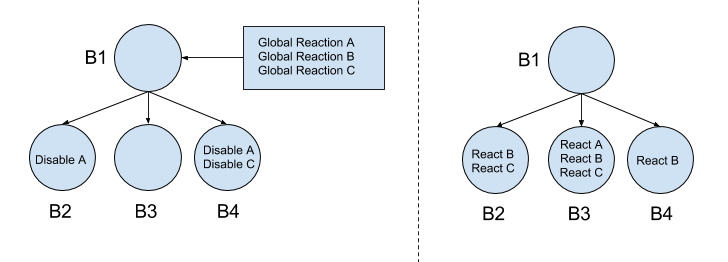 B1
Global Reaction A
Global Reaction B
Global Reaction C
Disable A
Disable A
Disable C
B2
B3
B4
B1
React B
React C
React A
React B
React C
React B
B2
B3
B4